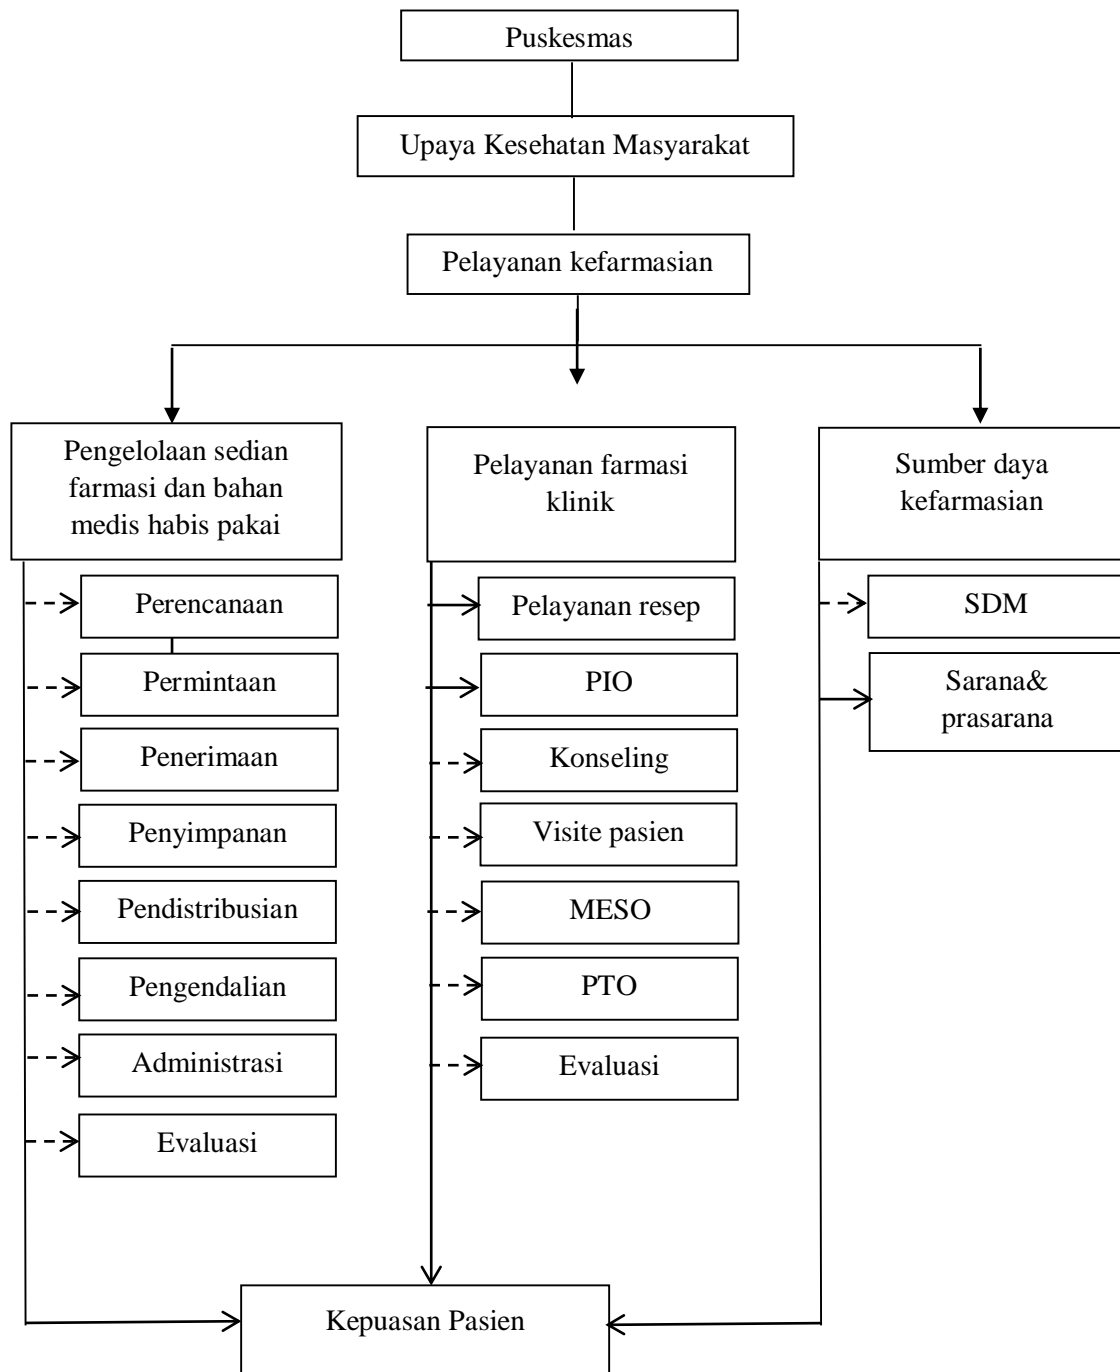 Puskesmas
Upaya Kesehatan Masyarakat
Pelayanan kefarmasian
Pengelolaan sedian
farmasi dan bahan
medis habis pakai
Perencanaan
Permintaan
Penerimaan
Penyimpanan
Pendistribusian
Pengendalian
Administrasi
Evaluasi
Pelayanan farmasi
klinik
Pelayanan resep
PIO
Konseling
Visite pasien
MESO
PTO
Evaluasi
Sumber daya
kefarmasian
SDM
Sarana&
prasarana
Kepuasan Pasien